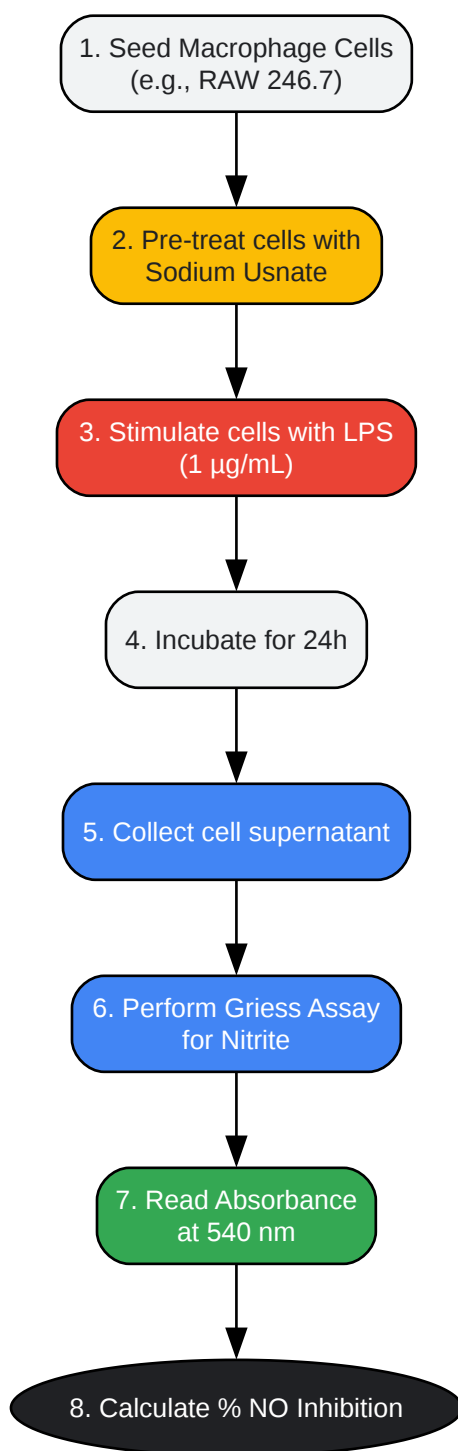 1. Seed Macrophage Cells
(e.g., RAW 246.7)
2. Pre-treat cells with
Sodium Usnate
3. Stimulate cells with LPS
(1 µg/mL)
4. Incubate for 24h
5. Collect cell supernatant
6. Perform Griess Assay
for Nitrite
7. Read Absorbance
at 540 nm
8. Calculate % NO Inhibition